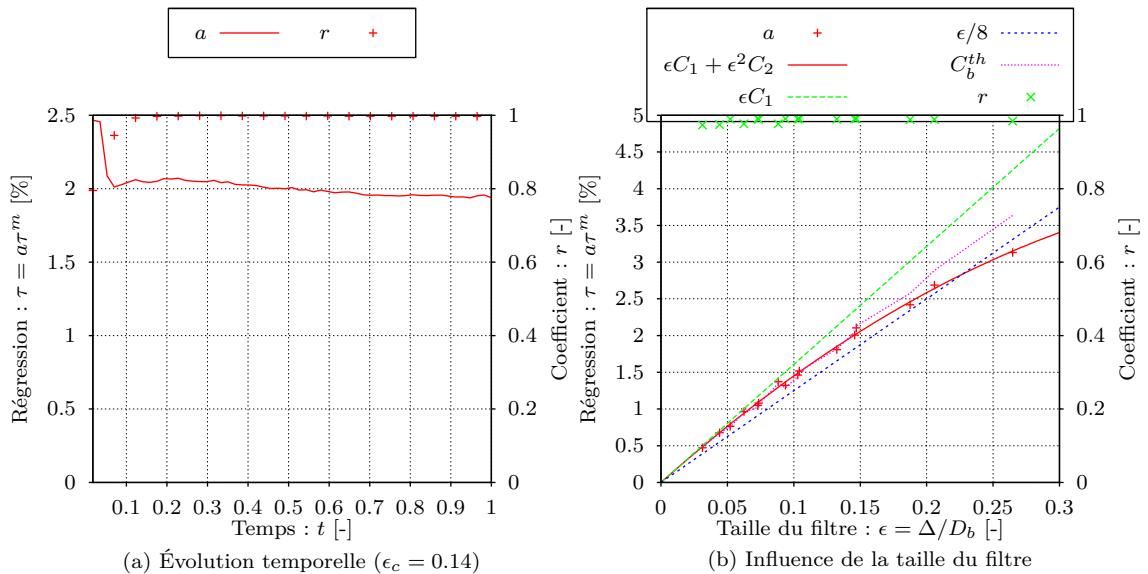 a
r
0
0.5
1
1.5
2
2.5
0.1 0.2 0.3 0.4 0.5 0.6 0.7 0.8 0.9 1
0
0.2
0.4
0.6
0.8
1
Régression : τ = aτ^m [%]
Coefficient : r [-]
Temps : t [-]
(a) Évolution temporelle (ϵ_c = 0.14)
a
ϵC_1 + ϵ^2C_2
ϵC_1
ϵ/8
C_b^{th}
r
0
0.5
1
1.5
2
2.5
3
3.5
4
4.5
5
0 0.05 0.1 0.15 0.2 0.25 0.3
0
0.2
0.4
0.6
0.8
1
Régression : τ = aτ^m [%]
Coefficient : r [-]
Taille du filtre : ϵ = Δ/D_b [-]
(b) Influence de la taille du filtre